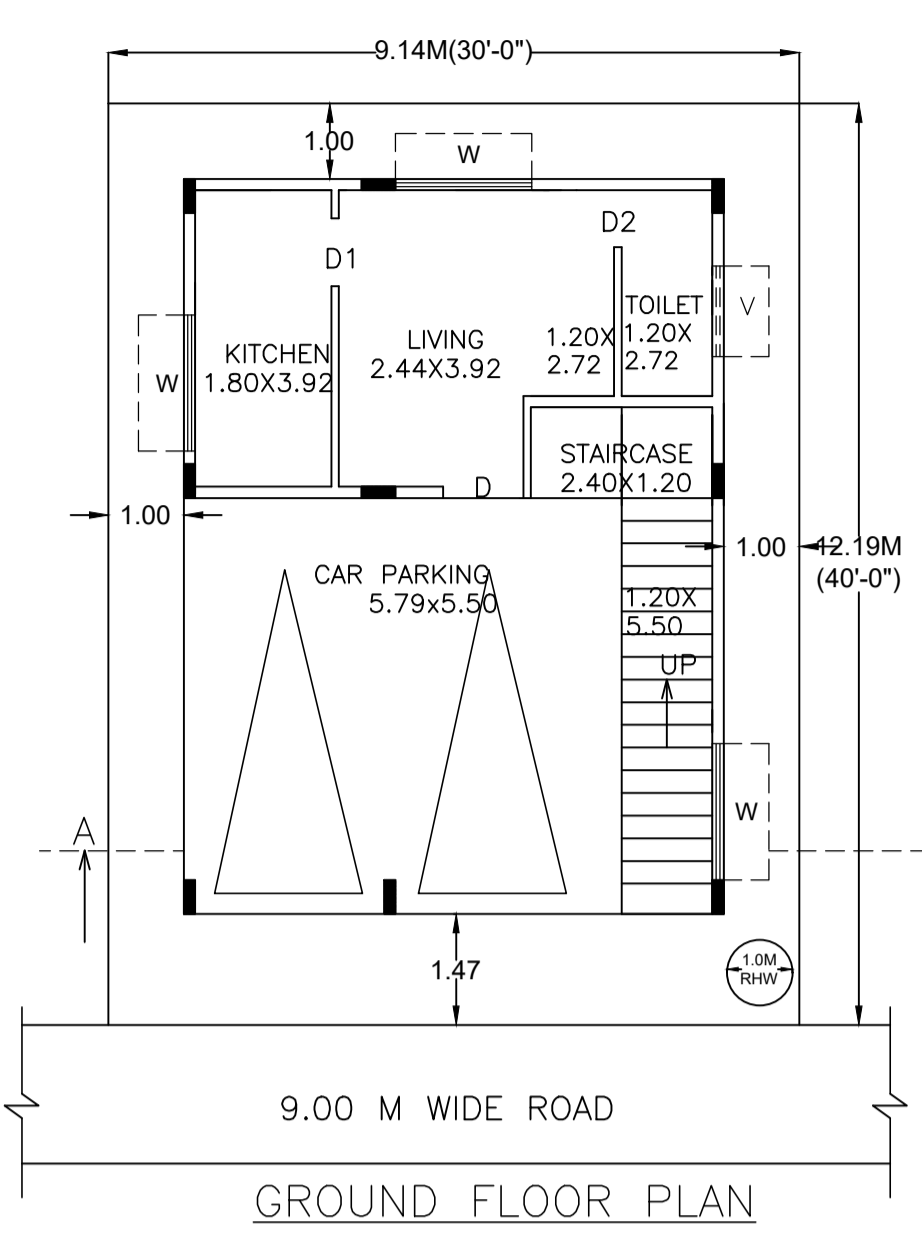 9.14M(30'-0")
1.00
W
D2
D1
TOILET
1.20X
2.72
V
LIVING
2.44X3.92
1.20X
2.72
KITCHEN
1.80X3.92
W
STAIRCASE
2.40X1.20
D
1.00
1.00
12.19M
(40'-0")
CAR PARKING
5.79x5.50
1.20X
5.50
UP
W
A
1.47
1.0M
RHW
9.00 M WIDE ROAD
GROUND FLOOR PLAN